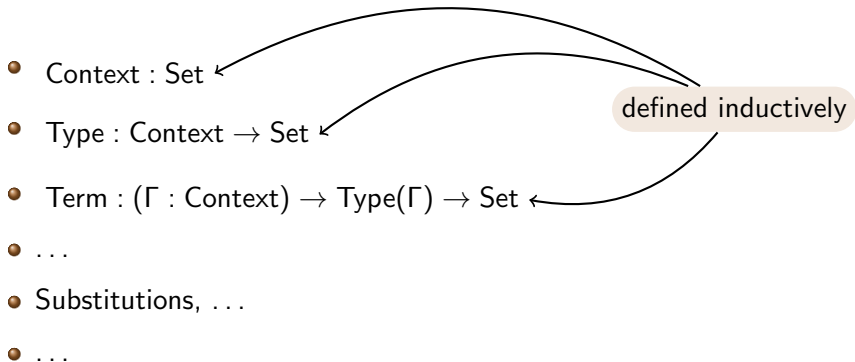 Context : Set
defined inductively
Type : Context → Set
Term : (Γ : Context) → Type(Γ) → Set
. . .
Substitutions, . . .
. . .